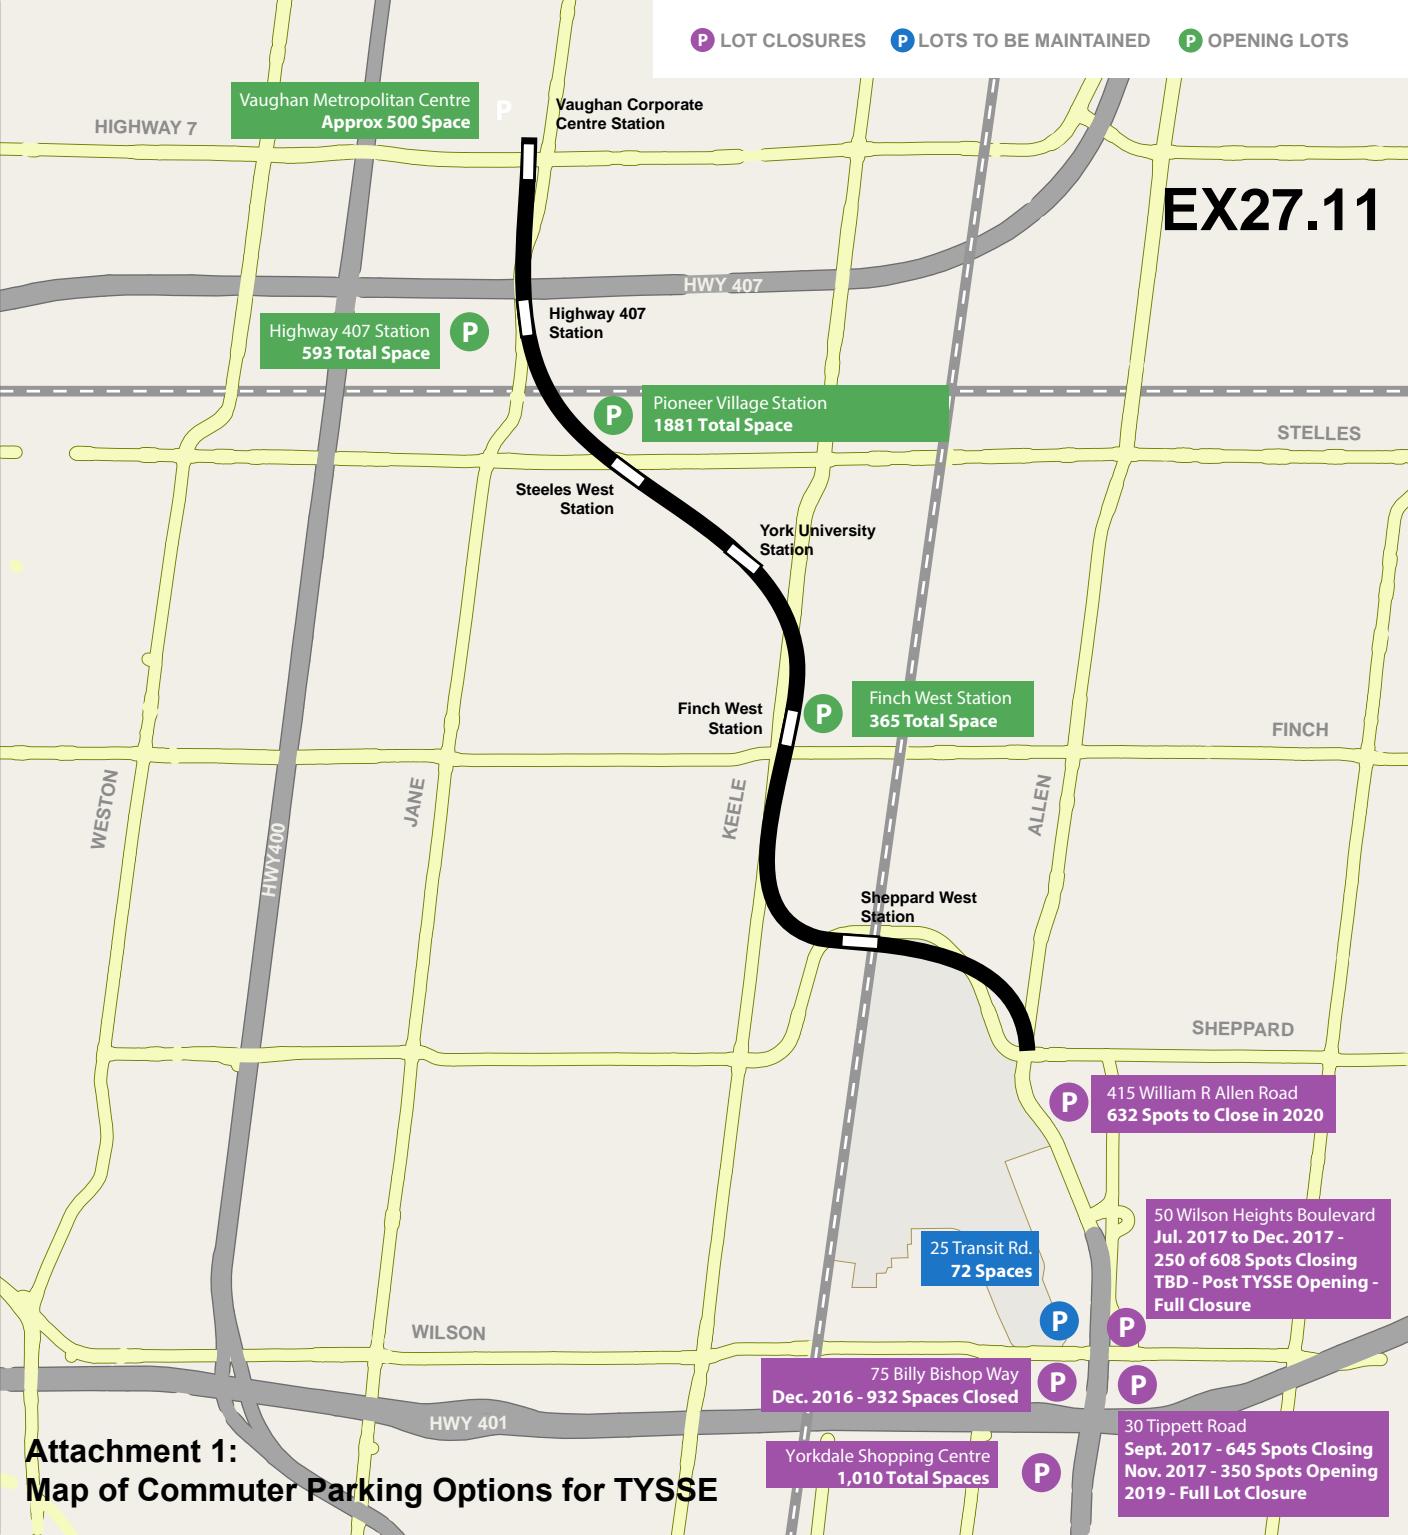 P LOT CLOSURES P LOTS TO BE MAINTAINED P OPENING LOTS
Vaughan Metropolitan Centre
Approx 500 Space
P
Vaughan Corporate
Centre Station
HIGHWAY 7
EX27.11
HWY 407
Highway 407 Station
593 Total Space
P
Highway 407
Station
P
Pioneer Village Station
1881 Total Space
STELLES
Steeles West
Station
York University
Station
Finch West
Station
P
Finch West Station
365 Total Space
FINCH
WESTON
HWY400
JANE
KEELE
ALLEN
Sheppard West
Station
SHEPPARD
P
415 William R Allen Road
632 Spots to Close in 2020
50 Wilson Heights Boulevard
Jul. 2017 to Dec. 2017 -
250 of 608 Spots Closing
TBD - Post TYSSE Opening -
Full Closure
25 Transit Rd.
72 Spaces
P
P
WILSON
75 Billy Bishop Way
Dec. 2016 - 932 Spaces Closed
P
P
HWY 401
30 Tippett Road
Sept. 2017 - 645 Spots Closing
Nov. 2017 - 350 Spots Opening
2019 - Full Lot Closure
Yorkdale Shopping Centre
1,010 Total Spaces
P
Attachment 1:
Map of Commuter Parking Options for TYSSE